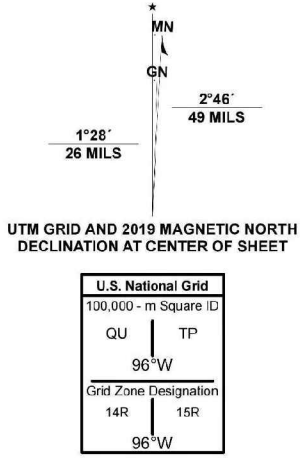 MN
GN
2°46´
49 MILS
1°28´
26 MILS
UTM GRID AND 2019 MAGNETIC NORTH
DECLINATION AT CENTER OF SHEET
U.S. National Grid
100,000 - m Square ID
QU TP
96°W
Grid Zone Designation
14R 15R
96°W